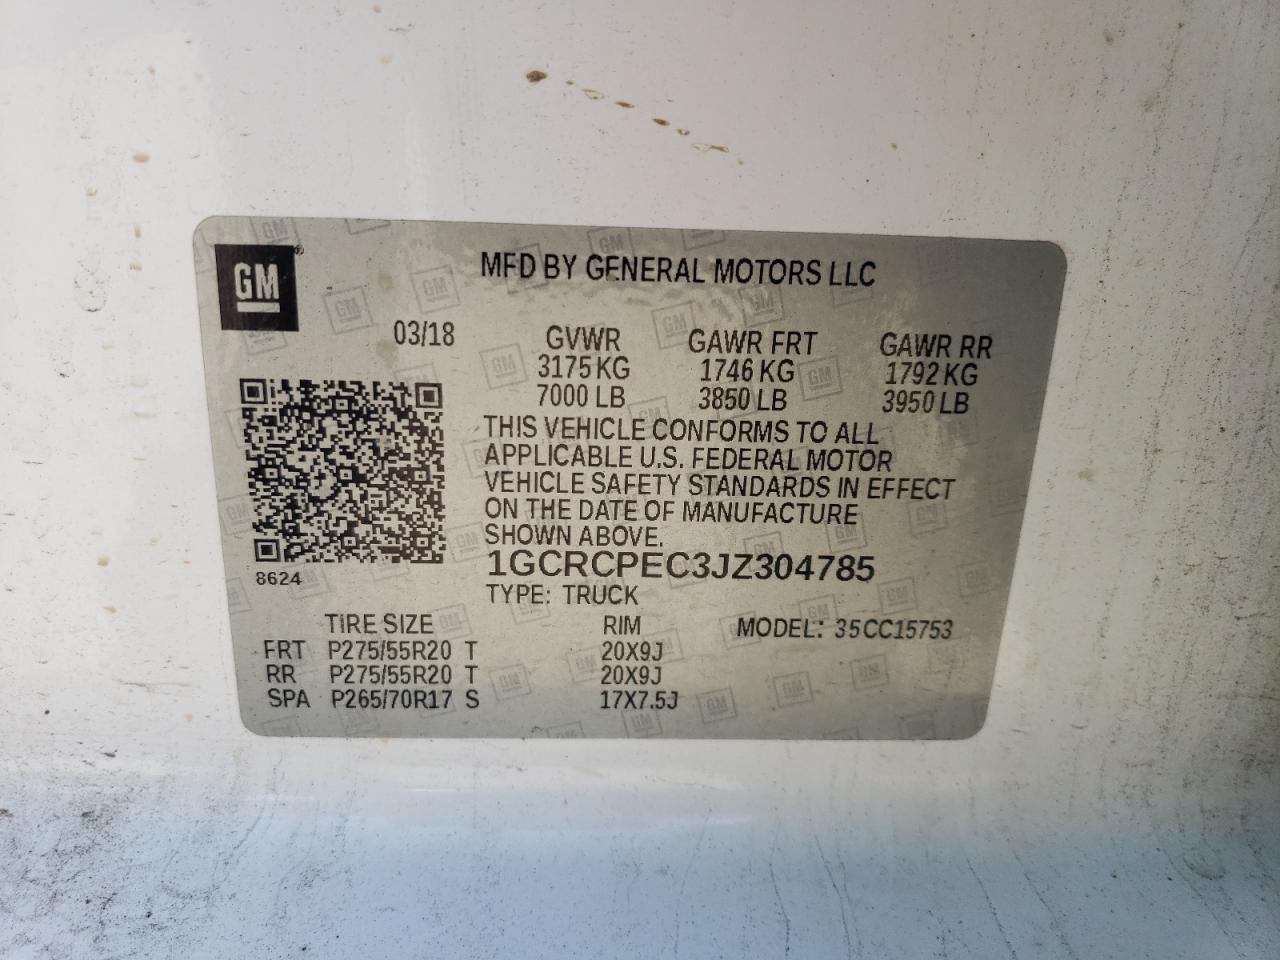 GM
MFD BY GENERAL MOTORS LLC
03/18 GVWR GAWR FRT GAWR RR
3175 KG 1746 KG 1792 KG
7000 LB 3850 LB 3950 LB
THIS VEHICLE CONFORMS TO ALL
APPLICABLE U.S. FEDERAL MOTOR
VEHICLE SAFETY STANDARDS IN EFFECT
ON THE DATE OF MANUFACTURE
SHOWN ABOVE.
1GCRCPEC3JZ304785
8624
TYPE: TRUCK
TIRE SIZE RIM MODEL: 35CC15753
FRT P275/55R20 T 20X9J
RR P275/55R20 T 20X9J
SPA P265/70R17 S 17X7.5J